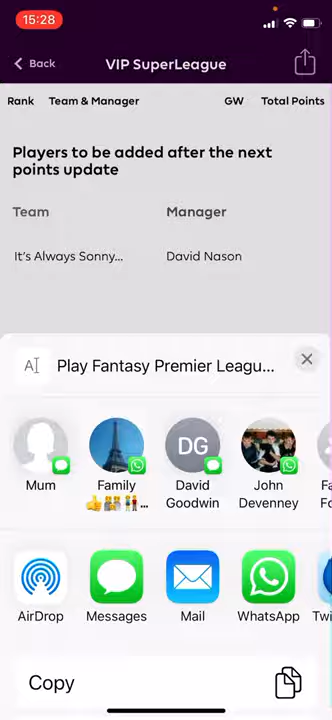 15:28
Back
VIP SuperLeague
Rank Team & Manager GW Total Points
Players to be added after the next
points update
Team Manager
It's Always Sonny... David Nason
Play Fantasy Premier Leagu...
DG
Mum
Family
David
Goodwin
John
Devenney
AirDrop Messages Mail WhatsApp Twi
Copy